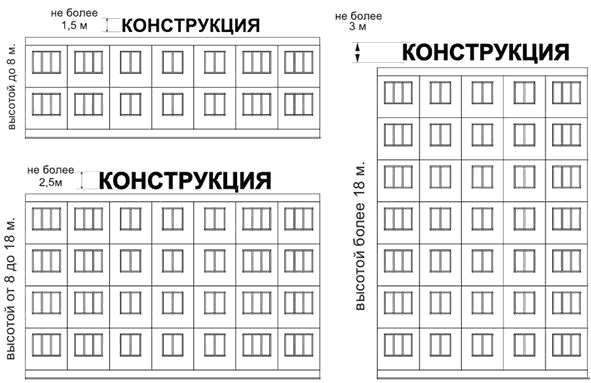 не более
1,5 м
КОНСТРУКЦИЯ
высотой до 8 м.
не более
2,5м
КОНСТРУКЦИЯ
высотой от 8 до 18 м.
не более
3 м
КОНСТРУКЦИЯ
высотой более 18 м.